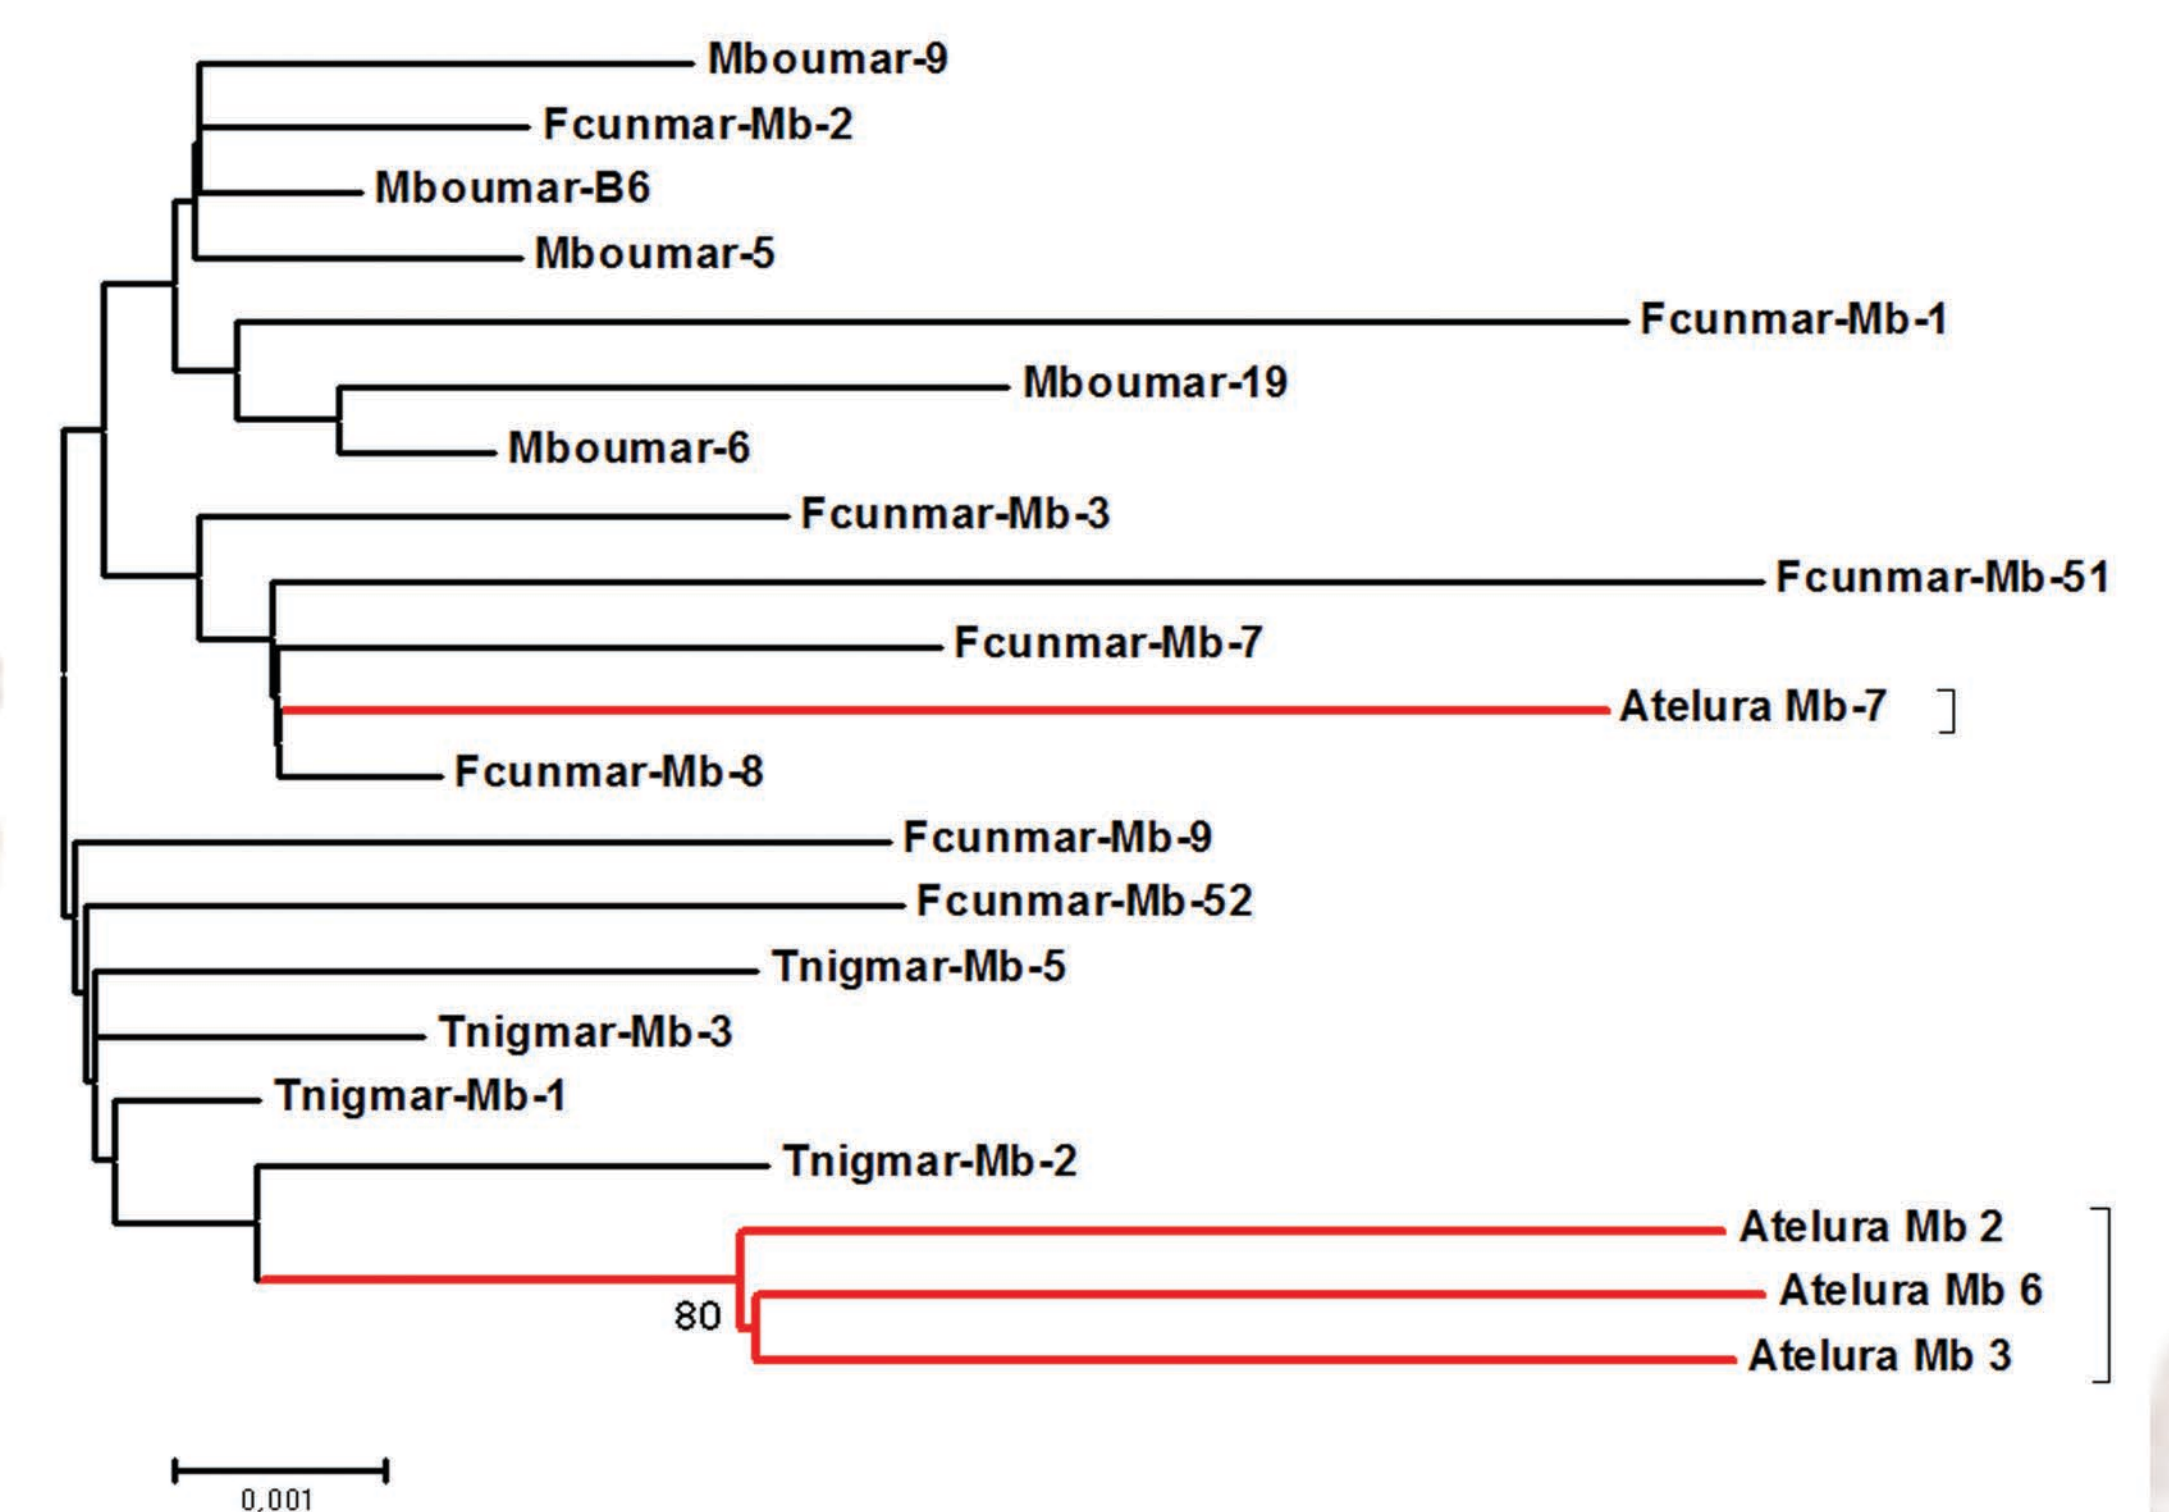 Mboumar-9
Fcunmar-Mb-2
Mboumar-B6
Mboumar-5
Fcunmar-Mb-1
Mboumar-19
Mboumar-6
Fcunmar-Mb-3
Fcunmar-Mb-51
Fcunmar-Mb-7
Atelura Mb-7
Fcunmar-Mb-8
Fcunmar-Mb-9
Fcunmar-Mb-52
Tnigmar-Mb-5
Tnigmar-Mb-3
Tnigmar-Mb-1
Tnigmar-Mb-2
Atelura Mb 2
Atelura Mb 6
80
Atelura Mb 3
0,001